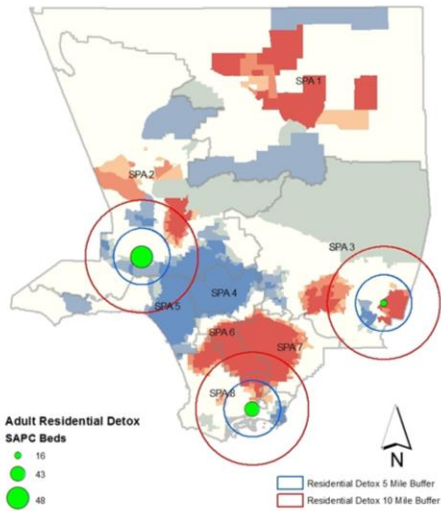 SPA 1
SPA 2
SPA 3
SPA 4
SPA 5
SPA 6
SPA 7
SPA 8
Adult Residential Detox
SAPC Beds
16
43
48
N
Residential Detox 5 Mile Buffer
Residential Detox 10 Mile Buffer